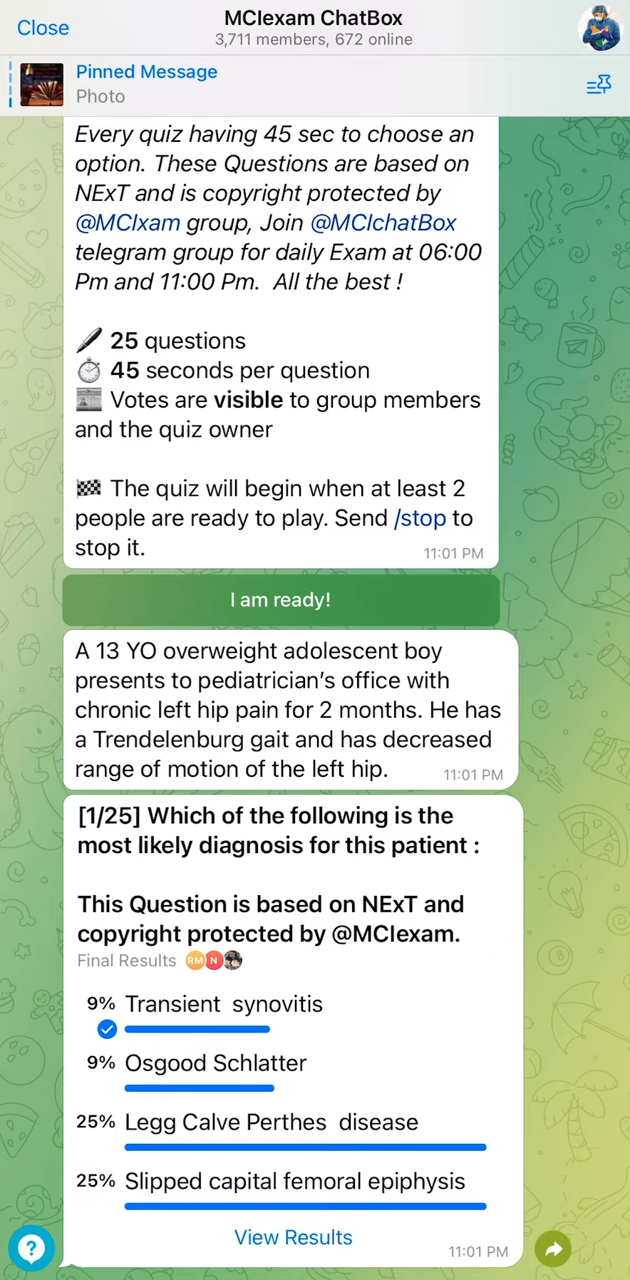 Close
MCIexam ChatBox
3,711 members, 672 online
Pinned Message
Photo
Every quiz having 45 sec to choose an
option. These Questions are based on
NExT and is copyright protected by
@MCIxam group, Join @MCIchatBox
telegram group for daily Exam at 06:00
Pm and 11:00 Pm. All the best !
25 questions
45 seconds per question
Votes are visible to group members
and the quiz owner
The quiz will begin when at least 2
people are ready to play. Send /stop to
stop it.
11:01 PM
I am ready!
A 13 YO overweight adolescent boy
presents to pediatrician’s office with
chronic left hip pain for 2 months. He has
a Trendelenburg gait and has decreased
range of motion of the left hip.
11:01 PM
[1/25] Which of the following is the
most likely diagnosis for this patient :
This Question is based on NExT and
copyright protected by @MCIexam.
Final Results RM N
9% Transient synovitis
9% Osgood Schlatter
25% Legg Calve Perthes disease
25% Slipped capital femoral epiphysis
View Results
11:01 PM
?